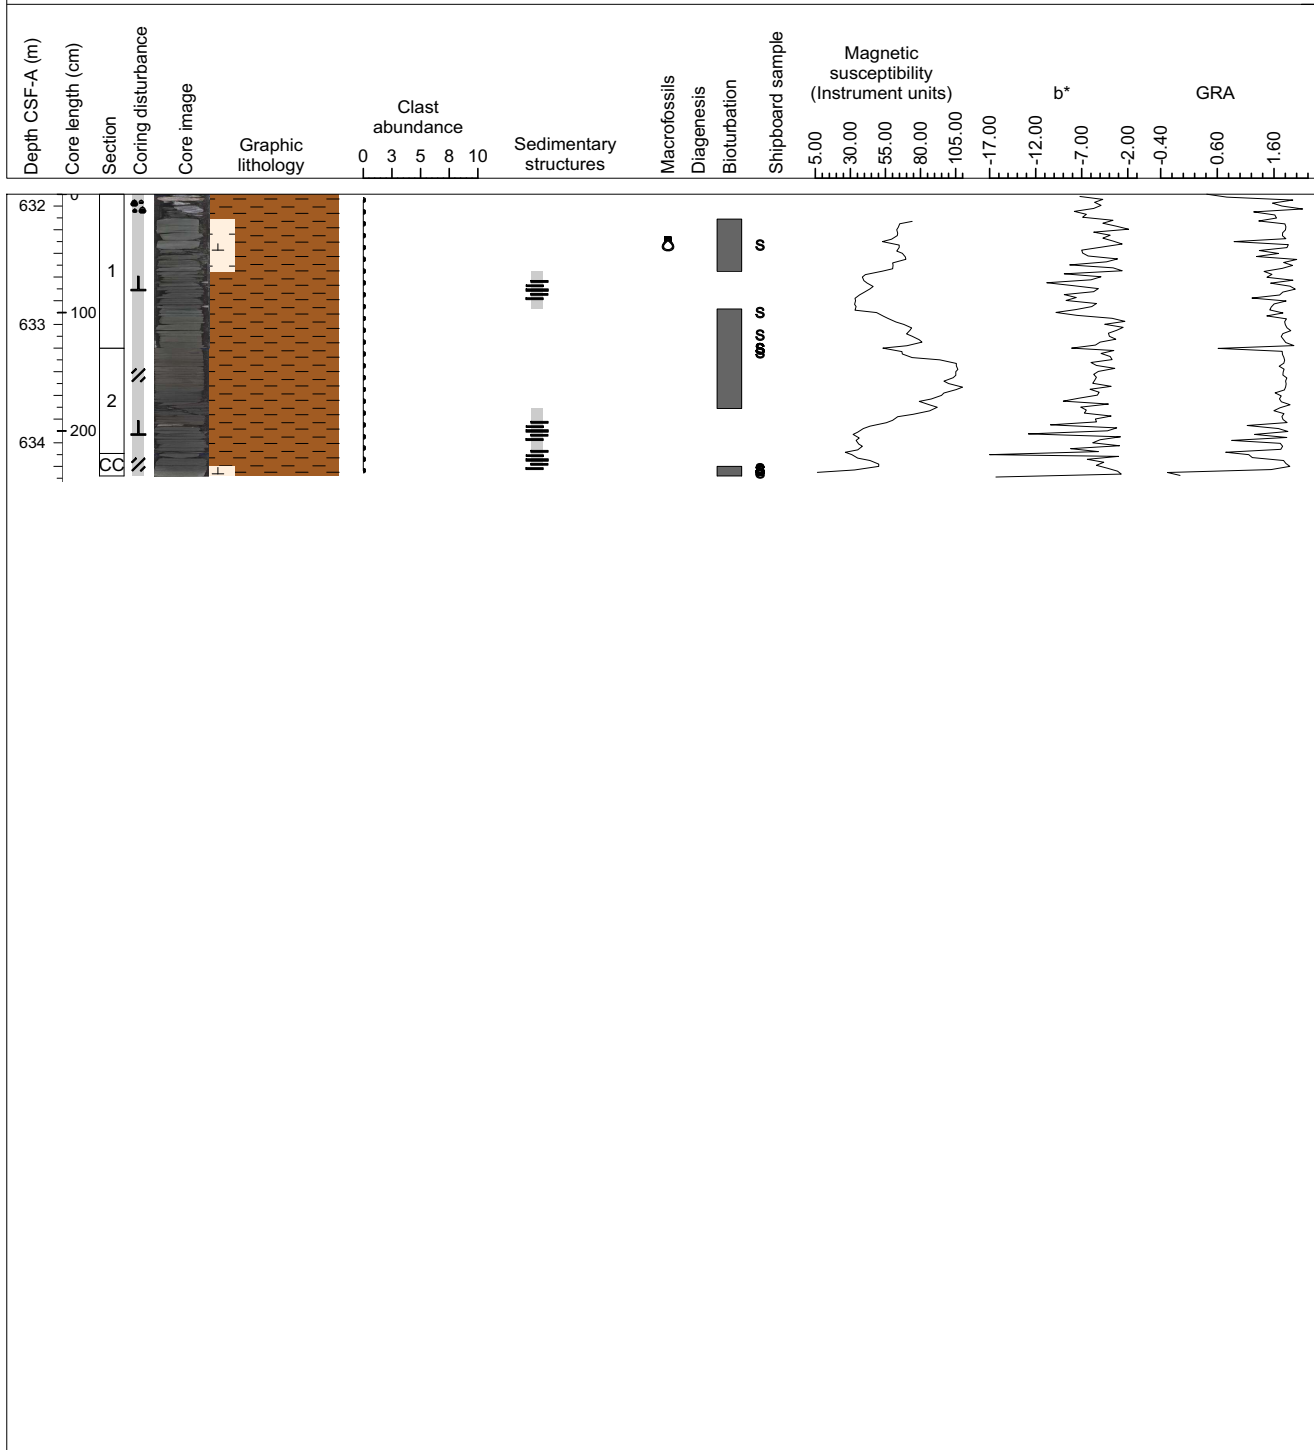 Depth CSF-A (m)
Core length (cm)
Section
Coring disturbance
Core image
Graphic
lithology
Clast
abundance
0 3 5 8 10
Sedimentary
structures
Macrofossils
Diagenesis
Bioturbation
Shipboard sample
Magnetic
susceptibility
(Instrument units)
5.00 30.00 55.00 80.00 105.00
b*
-17.00 -12.00 -7.00 -2.00
GRA
-0.40 0.60 1.60
632
633
634
0
100
200
1
2
CC
S
S
S
S
S